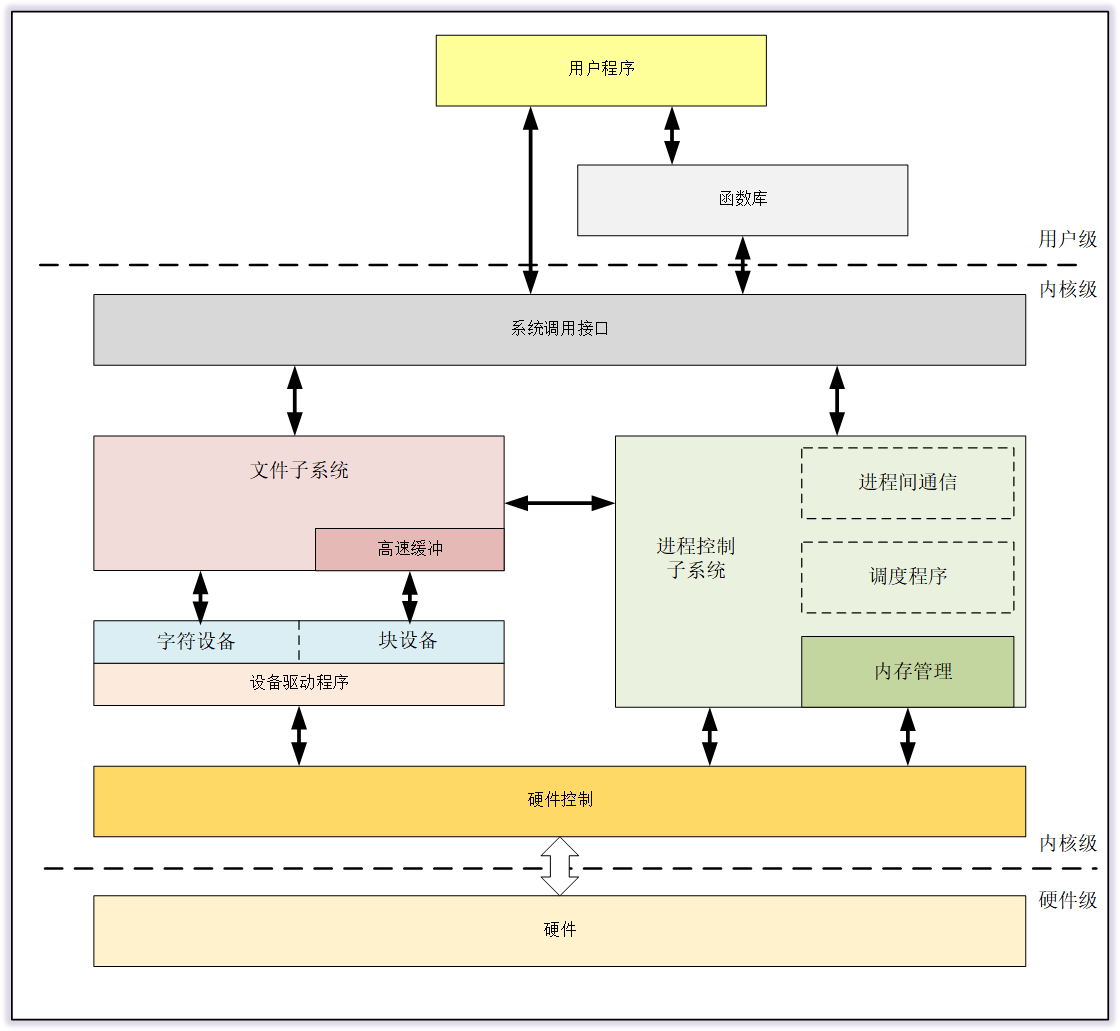 用户程序
函数库
用户级
内核级
系统调用接口
文件子系统
高速缓冲
进程间通信
进程控制
子系统
调度程序
内存管理
字符设备
块设备
设备驱动程序
硬件控制
内核级
硬件级
硬件